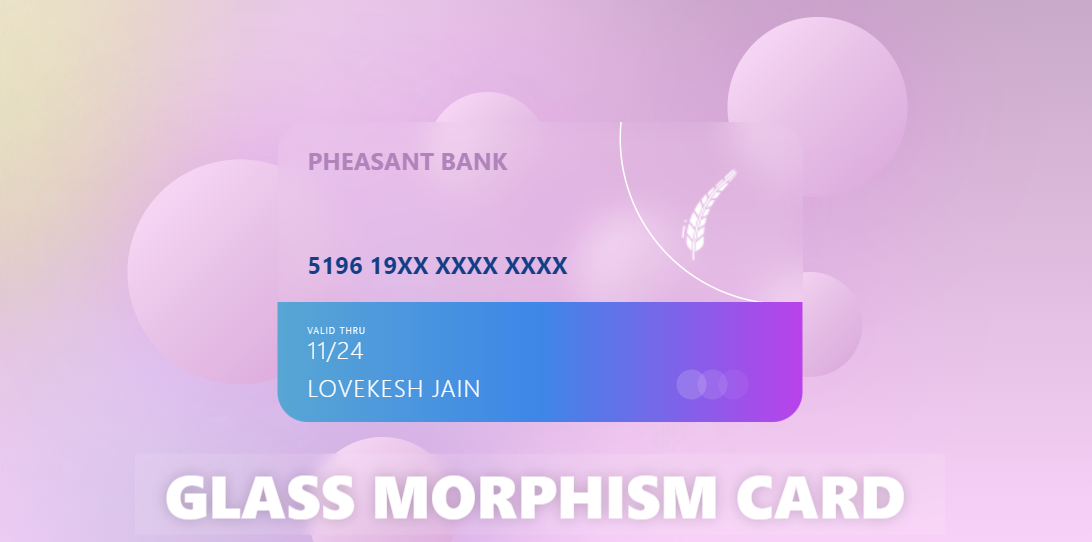 PHEASANT BANK
5196 19XX XXXX XXXX
VALID THRU
11/24
LOVEKESH JAIN
GLASS MORPHISM CARD